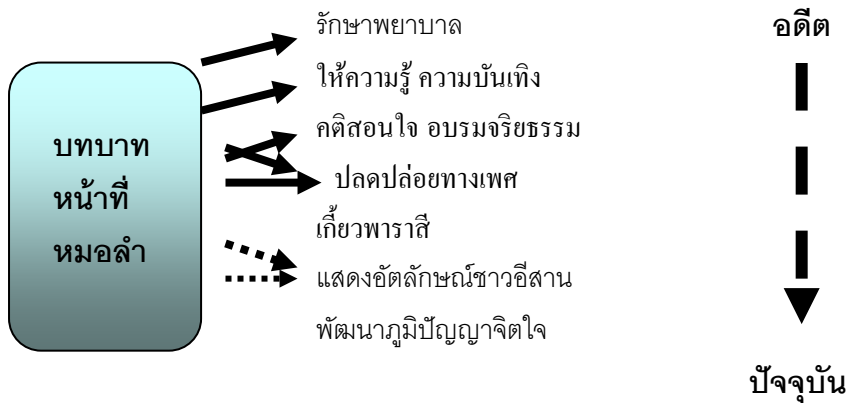 รักษาพยาบาล
ให้ความรู้ ความบันเทิง
คติสอนใจ อบรมจริยธรรม
ปลดปล่อยทางเพศ
เกี้ยวพาราสี
แสดงอัตลักษณ์ชาวอีสาน
พัฒนาภูมิปัญญาจิตใจ
บทบาท
หน้าที่
หมอลำ
อดีต
ปัจจุบัน